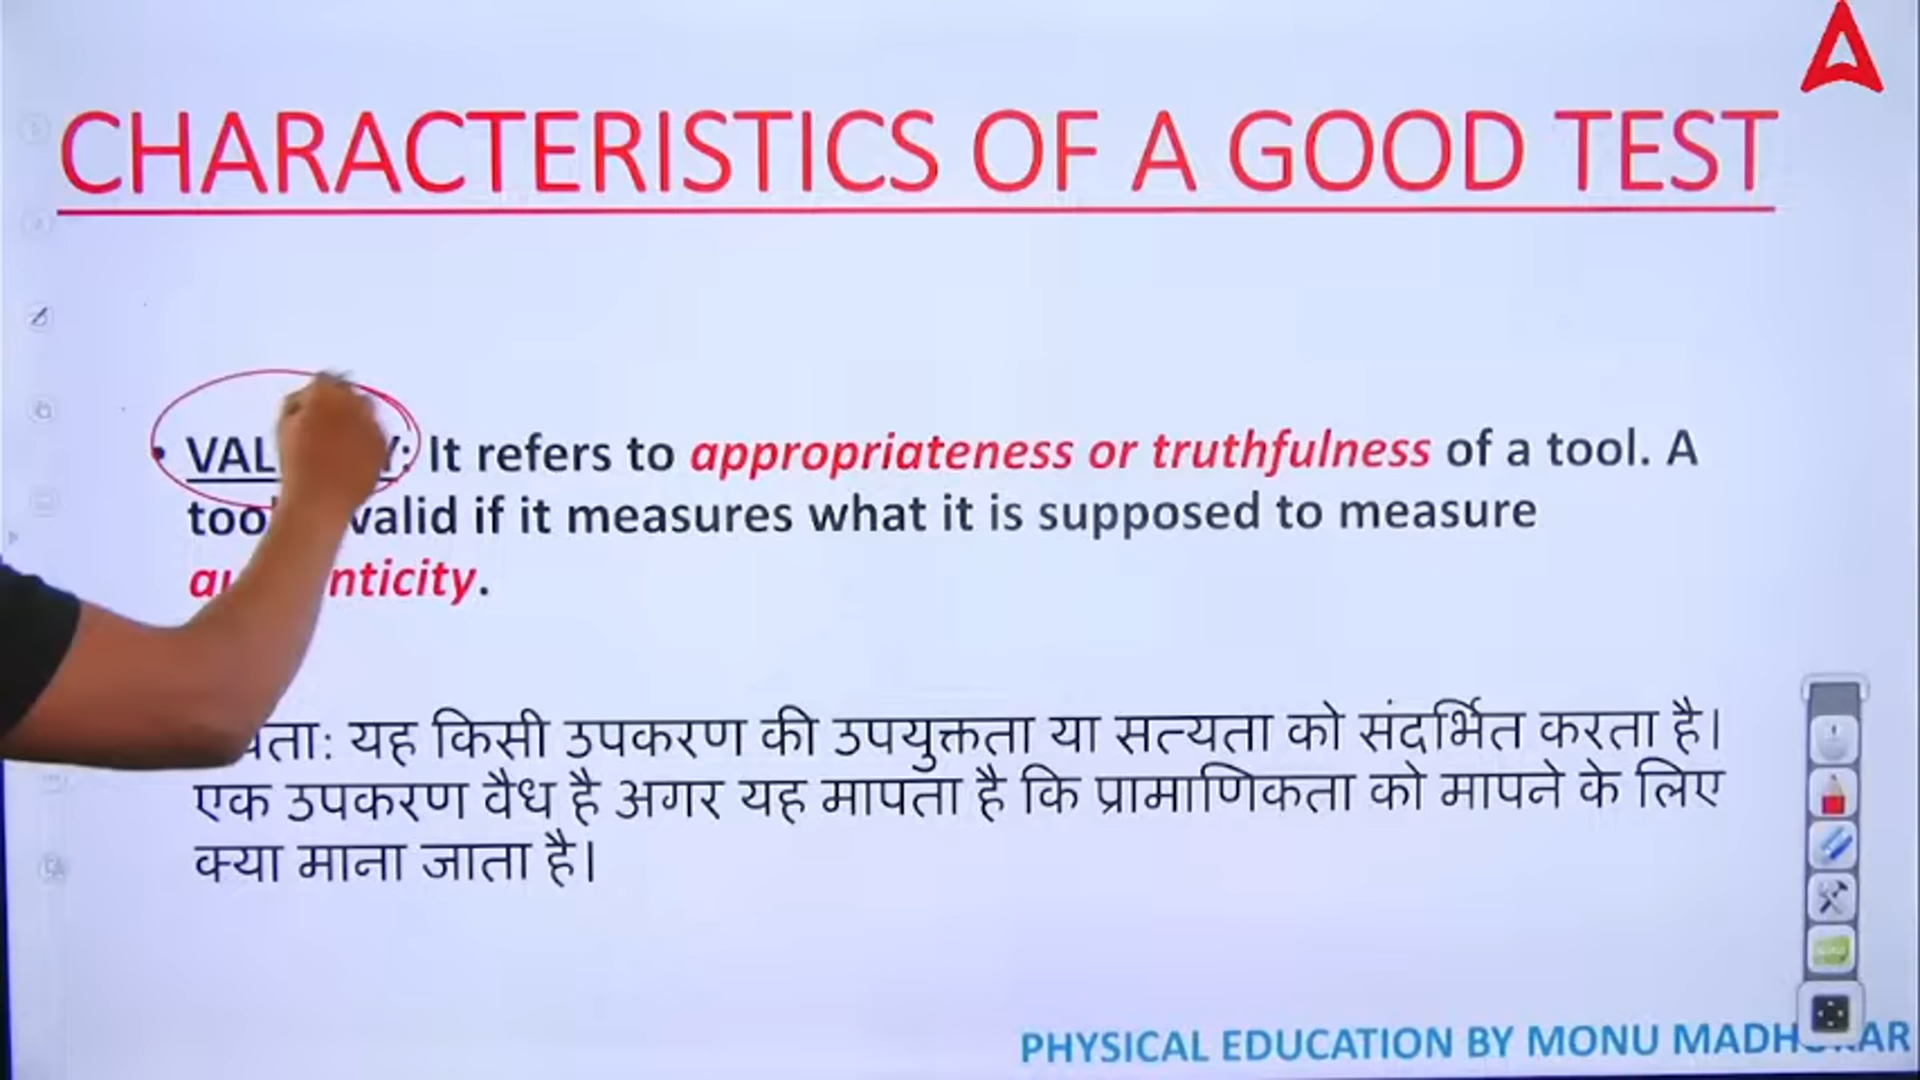 CHARACTERISTICS OF A GOOD TEST
• It refers to appropriateness or truthfulness of a tool. A
valid if it measures what it is supposed to measure
यह किसी उपकरण की उपयुक्तता या सत्यता को संदर्भित करता है।
एक उपकरण वैध है अगर यह मापता है कि प्रामाणिकता को मापने के लिए
क्या माना जाता है।
PHYSICAL EDUCATION BY MONU